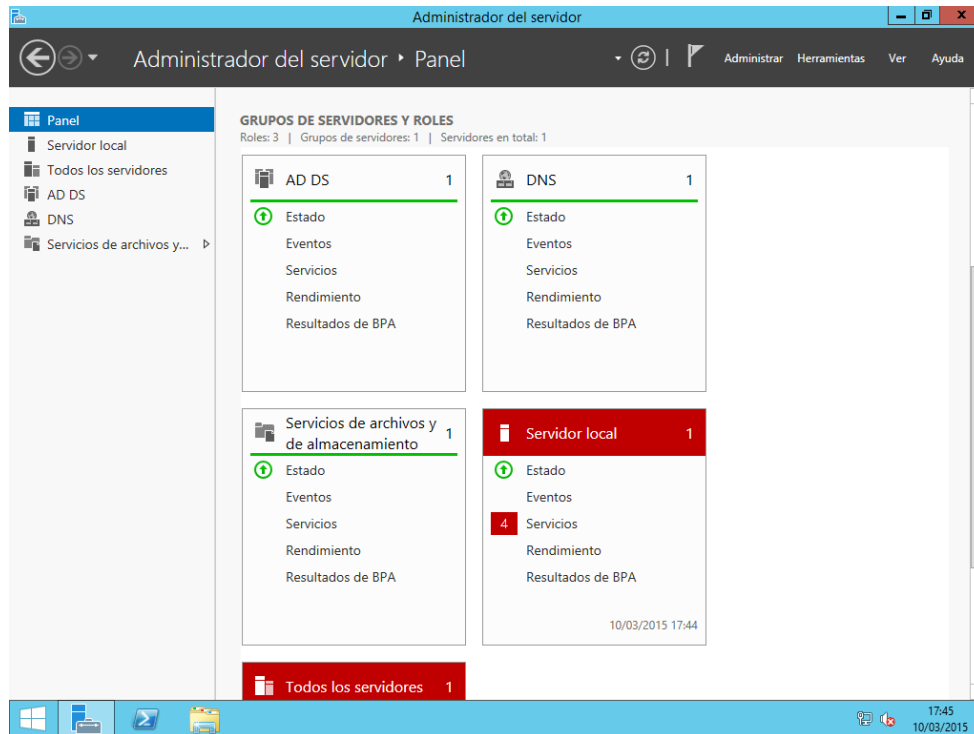 Administrador del servidor
Administrador del servidor ‣ Panel
Administrar Herramientas Ver Ayuda
Panel
Servidor local
Todos los servidores
AD DS
DNS
Servicios de archivos y...
GRUPOS DE SERVIDORES Y ROLES
Roles: 3 | Grupos de servidores: 1 | Servidores en total: 1
AD DS 1
Estado
Eventos
Servicios
Rendimiento
Resultados de BPA
DNS 1
Estado
Eventos
Servicios
Rendimiento
Resultados de BPA
Servicios de archivos y
de almacenamiento 1
Estado
Eventos
Servicios
Rendimiento
Resultados de BPA
Servidor local 1
Estado
Eventos
4 Servicios
Rendimiento
Resultados de BPA
10/03/2015 17:44
Todos los servidores 1
17:45
10/03/2015